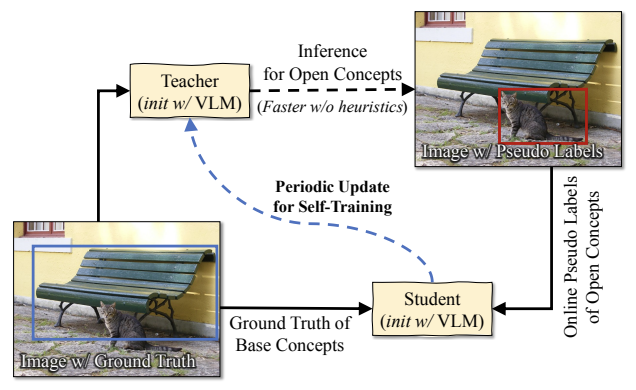 Teacher
(init w/ VLM)
Inference
for Open Concepts
(Faster w/o heuristics)
Image w/ Pseudo Labels
Periodic Update
for Self-Training
Online Pseudo Labels
of Open Concepts
Image w/ Ground Truth
Ground Truth of
Base Concepts
Student
(init w/ VLM)